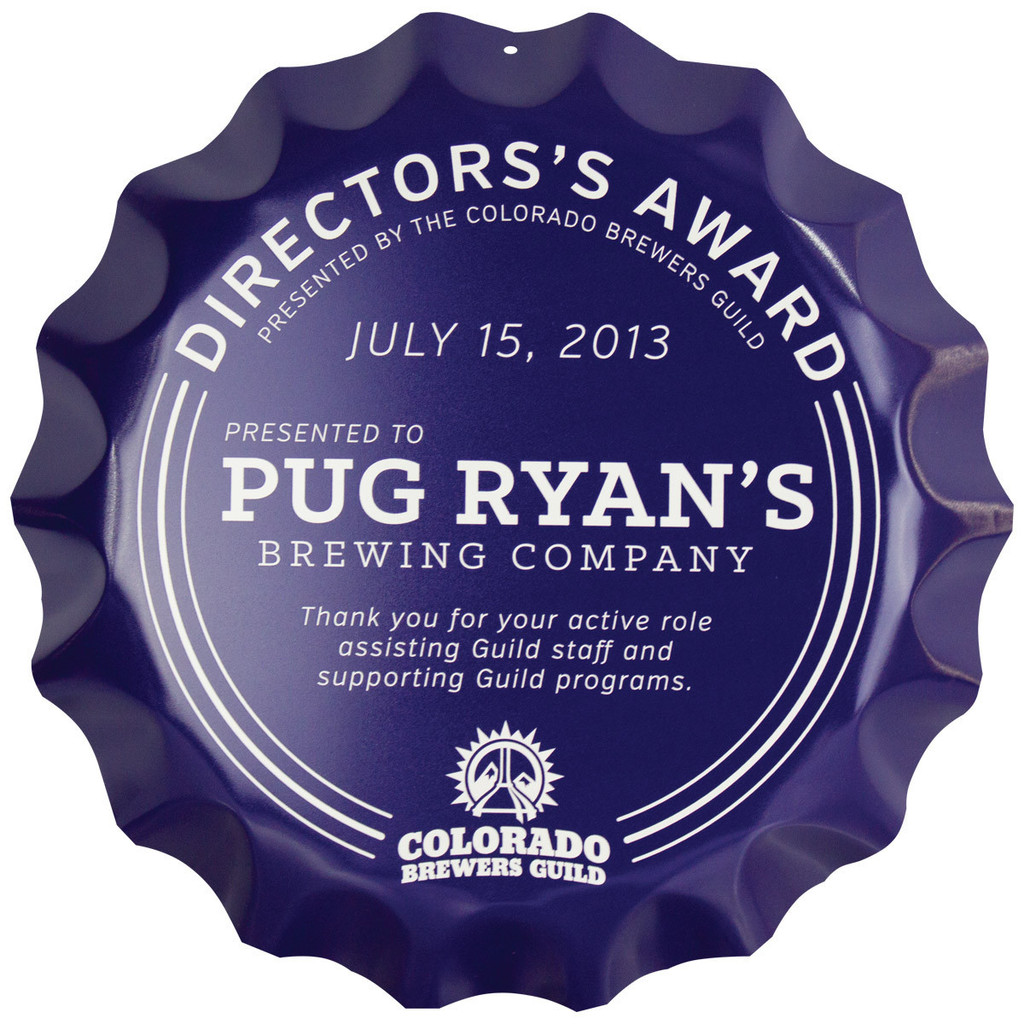 DIRECTORS'S AWARD
PRESENTED BY THE COLORADO BREWERS GUILD
JULY 15, 2013
PRESENTED TO
PUG RYAN'S
BREWING COMPANY
Thank you for your active role
assisting Guild staff and
supporting Guild programs.
COLORADO
BREWERS GUILD